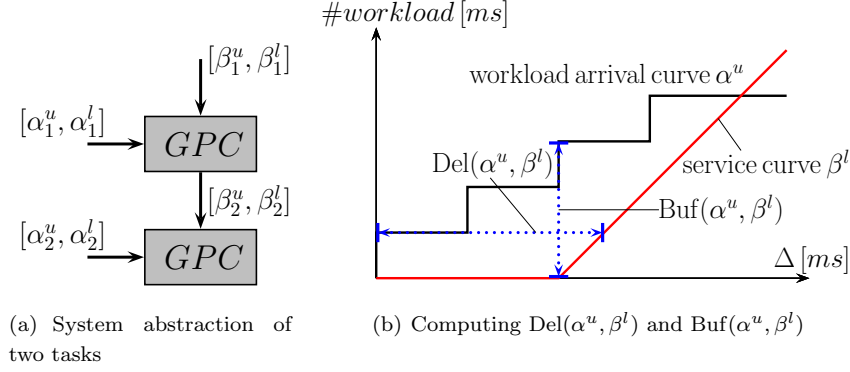 [β₁ᵘ, β₁ˡ]
[α₁ᵘ, α₁ˡ]
GPC
[β₂ᵘ, β₂ˡ]
[α₂ᵘ, α₂ˡ]
GPC
(a) System abstraction of
two tasks
#workload [ms]
workload arrival curve αᵘ
Del(αᵘ, βˡ)
service curve βˡ
Buf(αᵘ, βˡ)
Δ [ms]
(b) Computing Del(αᵘ, βˡ) and Buf(αᵘ, βˡ)